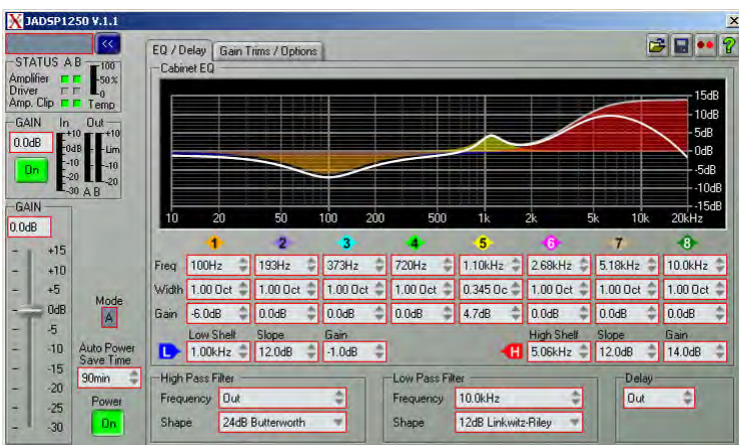 JADSP1250 V.1.1
<<
EQ / Delay
Gain Trims / Options
STATUS A B
100
50%
0
Amplifier
Driver
Amp. Clip
Temp
Cabinet EQ
15dB
10dB
5dB
0dB
-5dB
-10dB
-15dB
10 20 50 100 200 500 1k 2k 5k 10k 20kHz
GAIN In Out
0.0dB
On
+10 +10
0dB Lim
-10 -10
-20 -20
-30 A B
GAIN
0.0dB
+15
+10
+5
0dB
-5
-10
-15
-20
-25
-30
Mode
A
Auto Power
Save Time
90min
Power
On
1 2 3 4 5 6 7 8
Freq 100Hz 193Hz 373Hz 720Hz 1.10kHz 2.68kHz 5.18kHz 10.0kHz
Width 1.00 Oct 1.00 Oct 1.00 Oct 1.00 Oct 0.345 Oc 1.00 Oct 1.00 Oct 1.00 Oct
Gain -6.0dB 0.0dB 0.0dB 0.0dB 4.7dB 0.0dB 0.0dB 0.0dB
Low Shelf Slope Gain High Shelf Slope Gain
L 1.00kHz 12.0dB -1.0dB H 5.06kHz 12.0dB 14.0dB
High Pass Filter
Frequency Out
Shape 24dB Butterworth
Low Pass Filter
Frequency 10.0kHz
Shape 12dB Linkwitz-Riley
Delay
Out